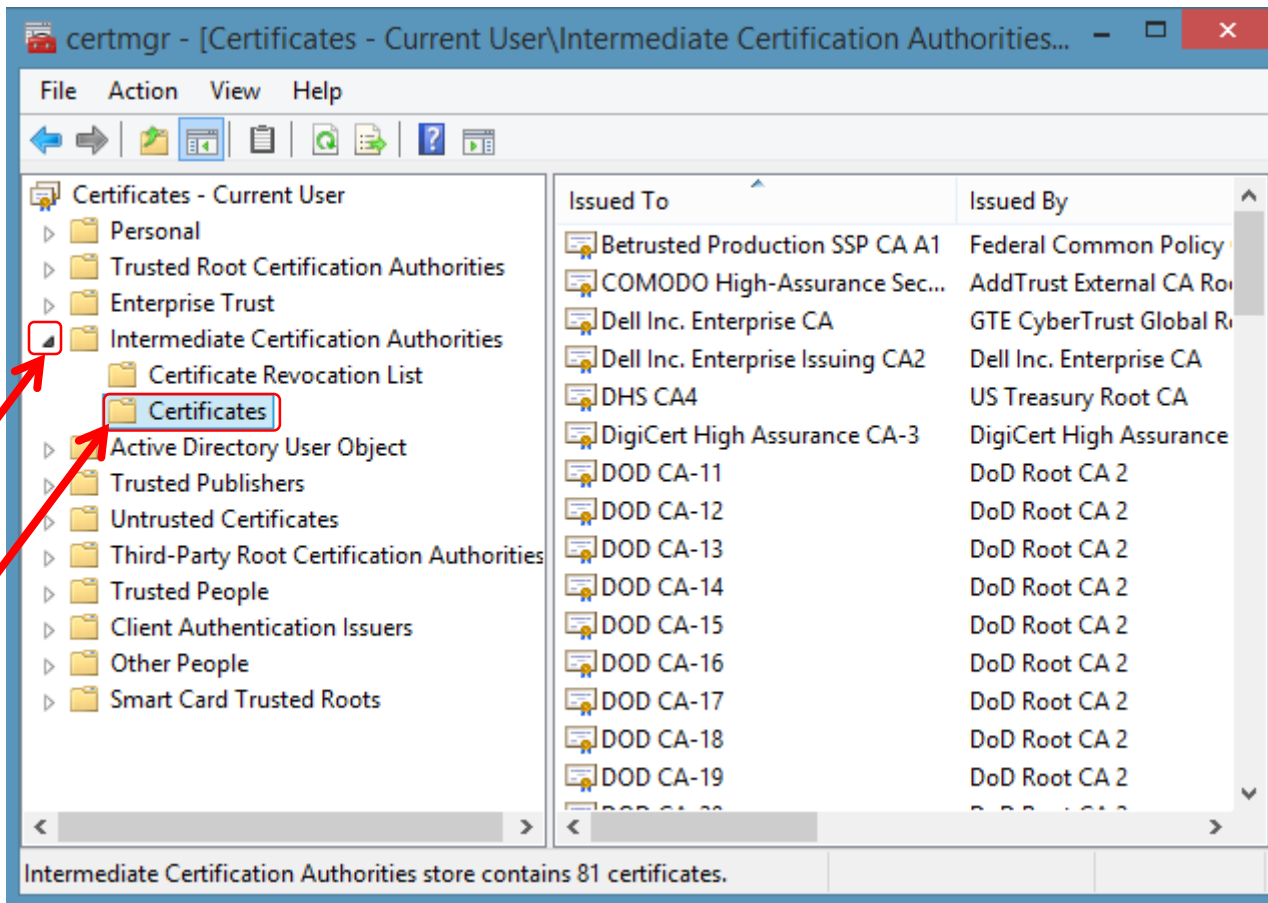 certmgr - [Certificates - Current User\Intermediate Certification Authorities...
File Action View Help
Certificates - Current User
Personal
Trusted Root Certification Authorities
Enterprise Trust
Intermediate Certification Authorities
Certificate Revocation List
Certificates
Active Directory User Object
Trusted Publishers
Untrusted Certificates
Third-Party Root Certification Authorities
Trusted People
Client Authentication Issuers
Other People
Smart Card Trusted Roots
Issued To Issued By
Betrusted Production SSP CA A1 Federal Common Policy
COMODO High-Assurance Sec... AddTrust External CA
Dell Inc. Enterprise CA GTE CyberTrust Global
Dell Inc. Enterprise Issuing CA2 Dell Inc. Enterprise CA
DHS CA4 US Treasury Root CA
DigiCert High Assurance CA-3 DigiCert High Assurance
DOD CA-11 DoD Root CA 2
DOD CA-12 DoD Root CA 2
DOD CA-13 DoD Root CA 2
DOD CA-14 DoD Root CA 2
DOD CA-15 DoD Root CA 2
DOD CA-16 DoD Root CA 2
DOD CA-17 DoD Root CA 2
DOD CA-18 DoD Root CA 2
DOD CA-19 DoD Root CA 2
Intermediate Certification Authorities store contains 81 certificates.